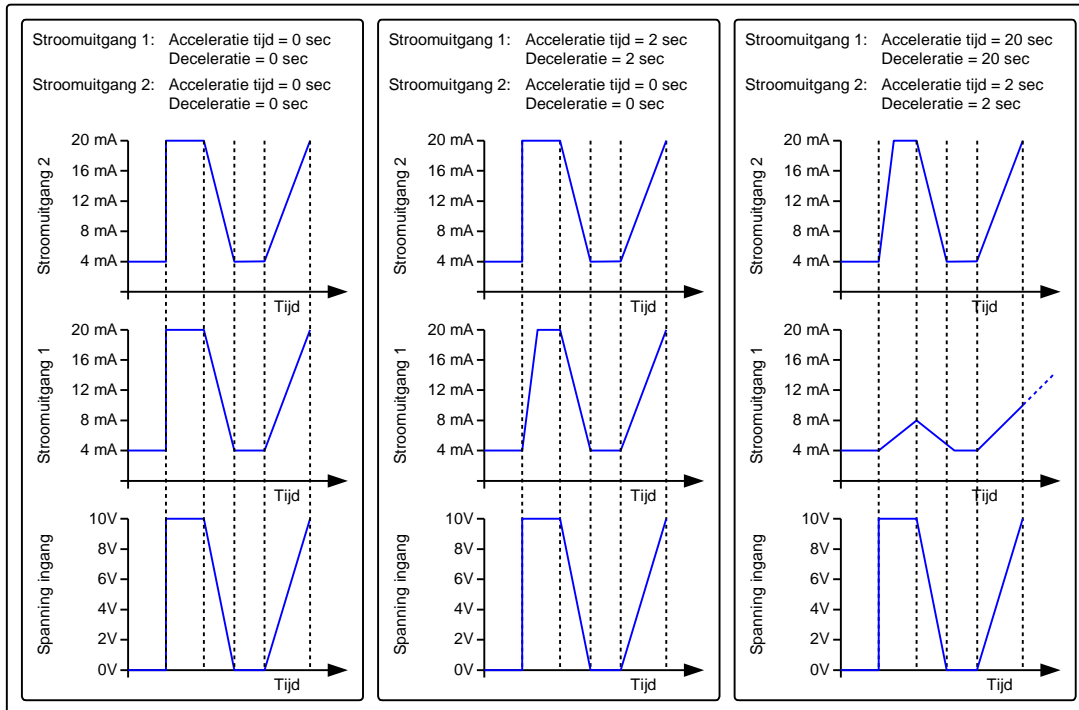 Stroomuitgang 1: Acceleratie tijd = 0 sec
Deceleratie = 0 sec
Stroomuitgang 2: Acceleratie tijd = 0 sec
Deceleratie = 0 sec
Stroomuitgang 2
20 mA
16 mA
12 mA
8 mA
4 mA
Tijd
Stroomuitgang 1
20 mA
16 mA
12 mA
8 mA
4 mA
Tijd
Spanning ingang
10V
8V
6V
4V
2V
0V
Tijd
Stroomuitgang 1: Acceleratie tijd = 2 sec
Deceleratie = 2 sec
Stroomuitgang 2: Acceleratie tijd = 0 sec
Deceleratie = 0 sec
Stroomuitgang 2
20 mA
16 mA
12 mA
8 mA
4 mA
Tijd
Stroomuitgang 1
20 mA
16 mA
12 mA
8 mA
4 mA
Tijd
Spanning ingang
10V
8V
6V
4V
2V
0V
Tijd
Stroomuitgang 1: Acceleratie tijd = 20 sec
Deceleratie = 20 sec
Stroomuitgang 2: Acceleratie tijd = 2 sec
Deceleratie = 2 sec
Stroomuitgang 2
20 mA
16 mA
12 mA
8 mA
4 mA
Tijd
Stroomuitgang 1
20 mA
16 mA
12 mA
8 mA
4 mA
Tijd
Spanning ingang
10V
8V
6V
4V
2V
0V
Tijd